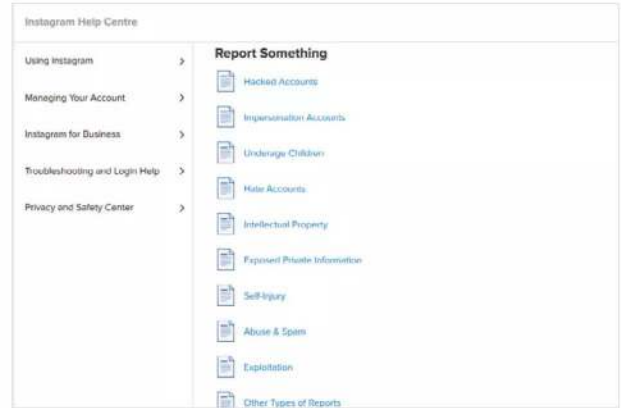 Instagram Help Centre
Using Instagram
Managing Your Account
Instagram for Business
Troubleshooting and Login Help
Privacy and Safety Center
Report Something
Hacked Accounts
Impersonation Accounts
Underage Children
Hate Accounts
Intellectual Property
Exposed Private Information
Self-Injury
Abuse & Spam
Exploitation
Other Types of Reports